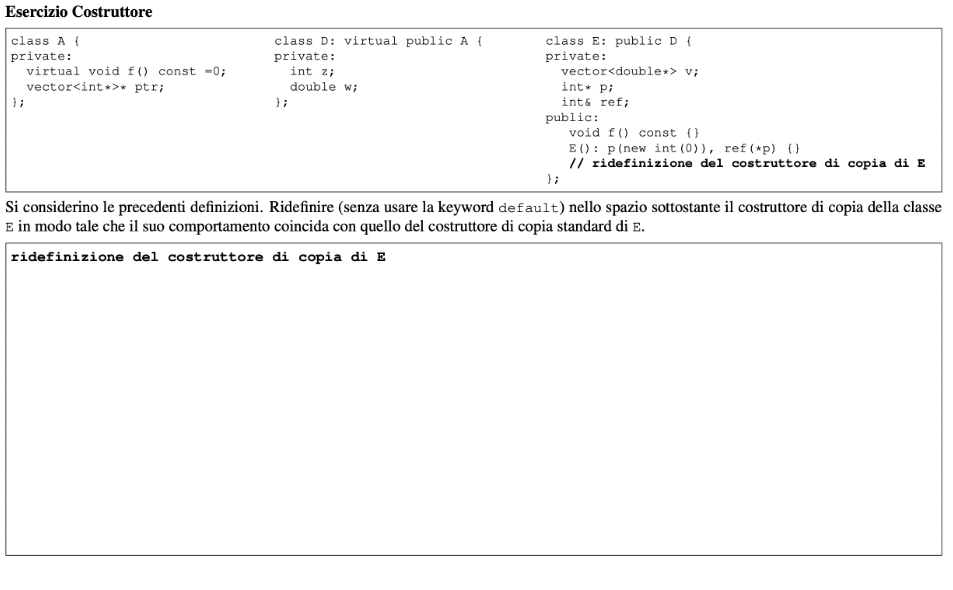 Esercizio Costruttore
class A {
private:
  virtual void f() const =0;
  vector<int*>* ptr;
};
class D: virtual public A {
private:
  int z;
  double w;
};
class E: public D {
private:
  vector<double*> v;
  int* p;
  int& ref;
public:
   void f() const {}
   E(): p(new int(0)), ref(*p) {}
   // ridefinizione del costruttore di copia di E
};
Si considerino le precedenti definizioni. Ridefinire (senza usare la keyword default) nello spazio sottostante il costruttore di copia della classe
E in modo tale che il suo comportamento coincida con quello del costruttore di copia standard di E.
ridefinizione del costruttore di copia di E